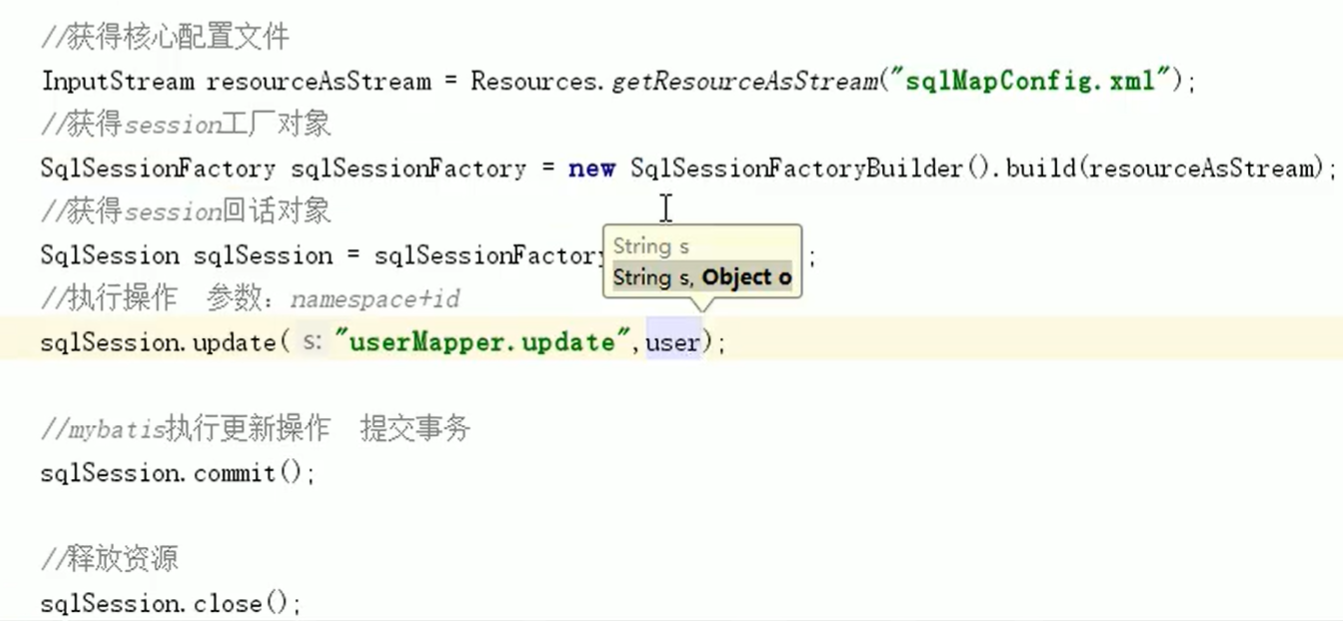 //获得核心配置文件
InputStream resourceAsStream = Resources.getResourceAsStream("sqlMapConfig.xml");
//获得session工厂对象
SqlSessionFactory sqlSessionFactory = new SqlSessionFactoryBuilder().build(resourceAsStream);
//获得session回话对象
SqlSession sqlSession = sqlSessionFactory ;
String s
String s, Object o
//执行操作 参数：namespace+id
sqlSession.update( s: "userMapper.update",user);
//mybatis执行更新操作 提交事务
sqlSession.commit();
//释放资源
sqlSession.close();